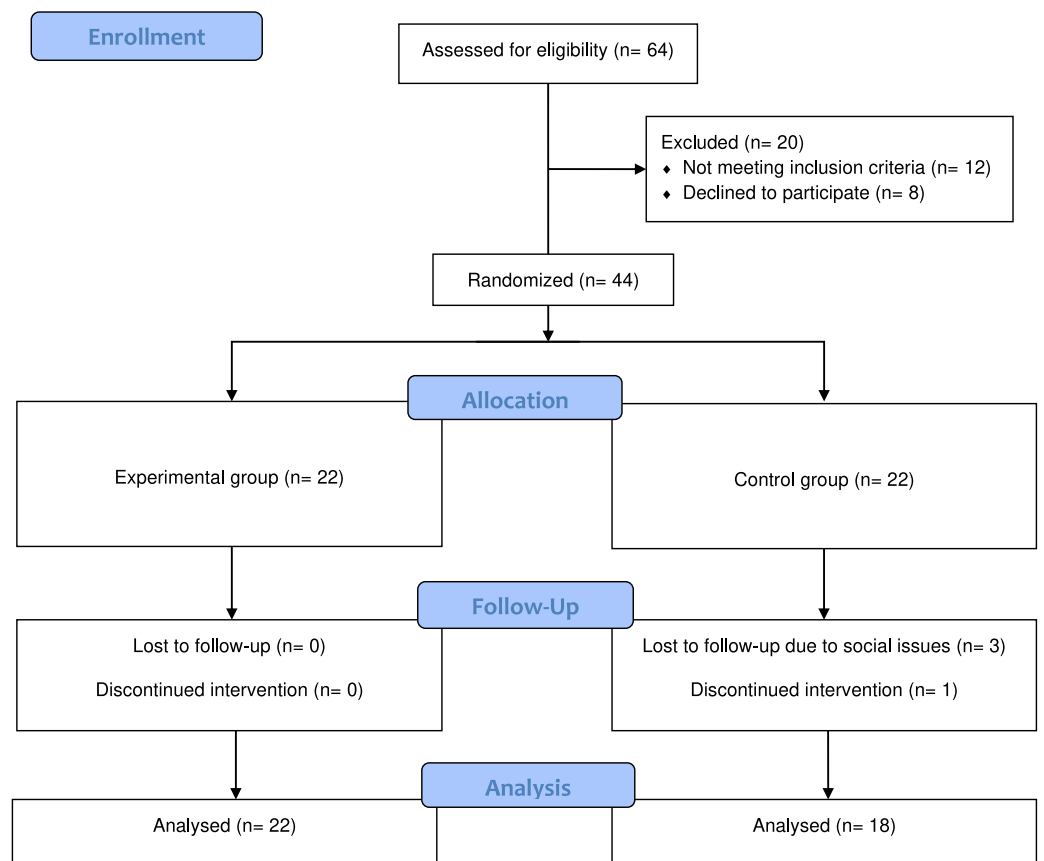 Enrollment
Assessed for eligibility (n= 64)
Excluded (n= 20)
♦ Not meeting inclusion criteria (n= 12)
♦ Declined to participate (n= 8)
Randomized (n= 44)
Allocation
Experimental group (n= 22)
Control group (n= 22)
Follow-Up
Lost to follow-up (n= 0)
Discontinued intervention (n= 0)
Lost to follow-up due to social issues (n= 3)
Discontinued intervention (n= 1)
Analysis
Analysed (n= 22)
Analysed (n= 18)